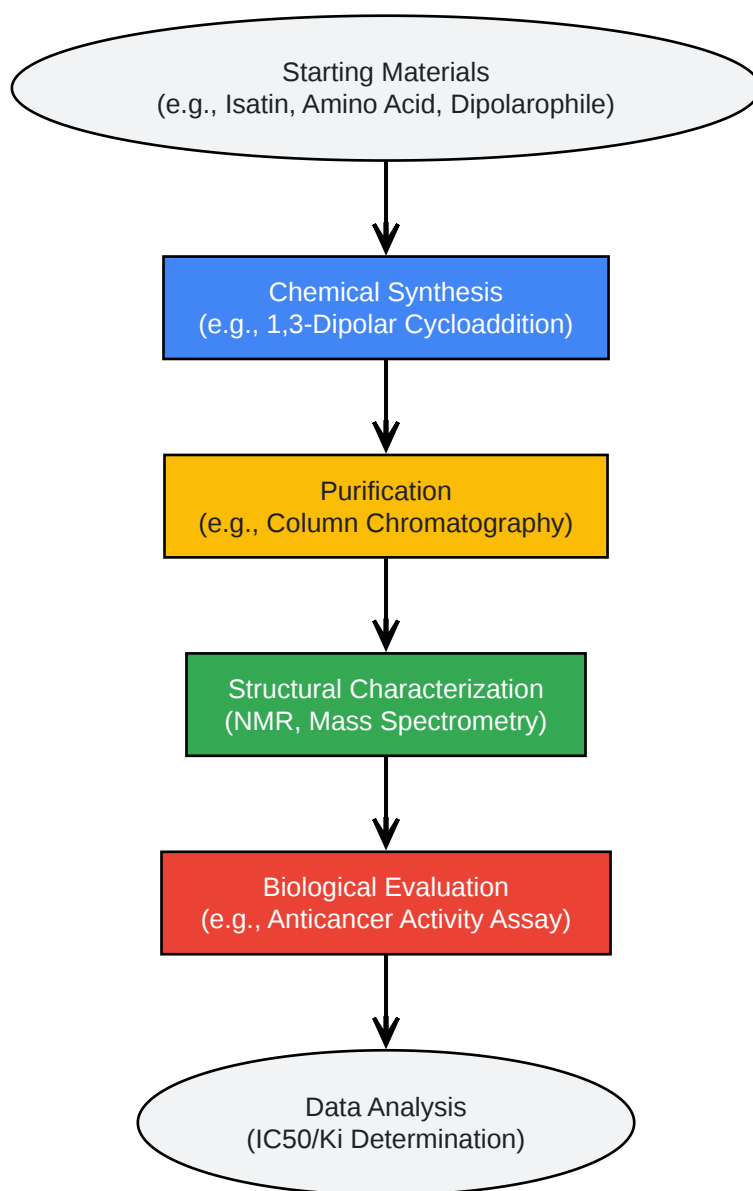 Starting Materials
(e.g., Isatin, Amino Acid, Dipolarophile)
Chemical Synthesis
(e.g., 1,3-Dipolar Cycloaddition)
Purification
(e.g., Column Chromatography)
Structural Characterization
(NMR, Mass Spectrometry)
Biological Evaluation
(e.g., Anticancer Activity Assay)
Data Analysis
(IC50/Ki Determination)